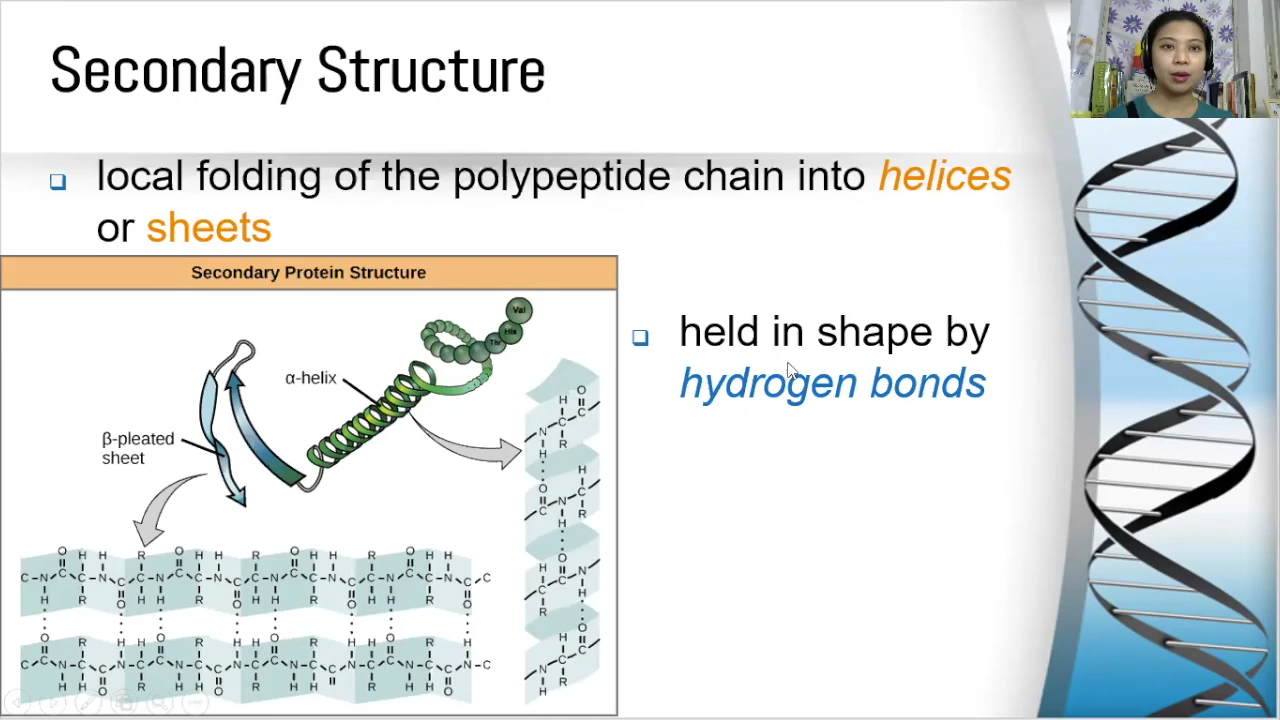 Secondary Structure
local folding of the polypeptide chain into helices
or sheets
Secondary Protein Structure
Val
His
Thr
α-helix
β-pleated
sheet
held in shape by
hydrogen bonds